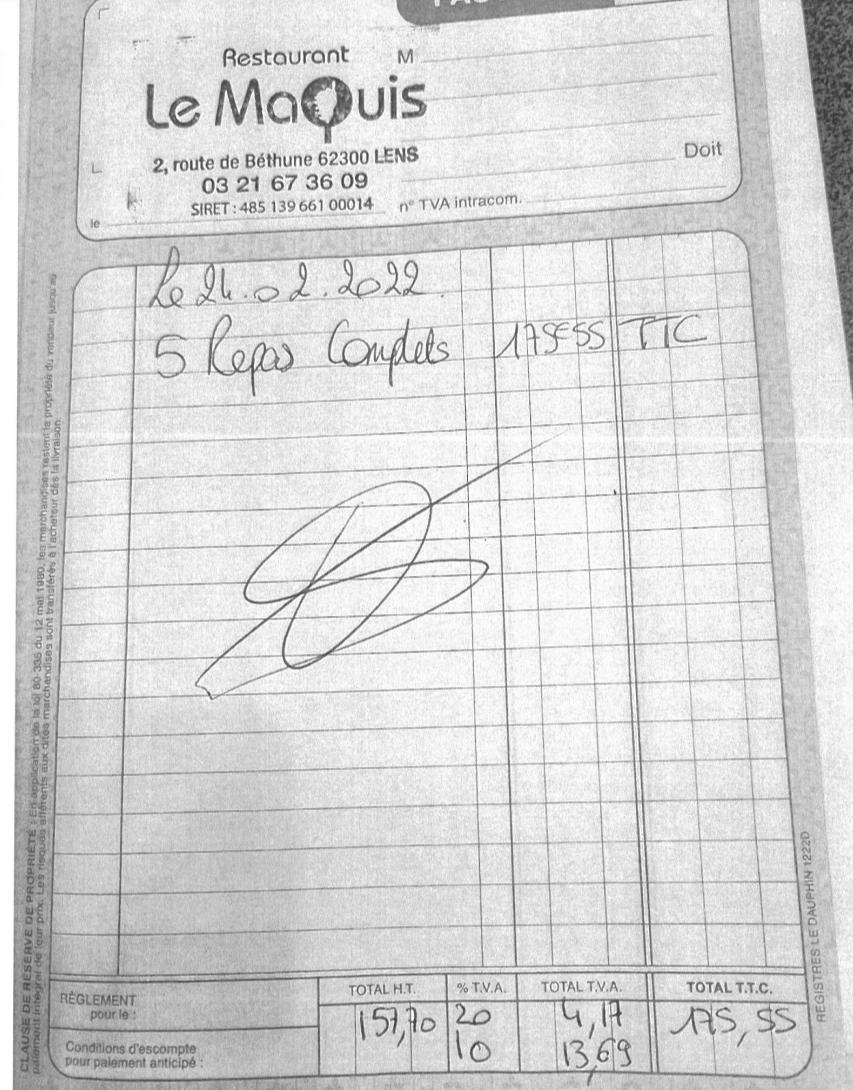 Restaurant
M
Le MaQuis
2, route de Béthune 62300 LENS
Doit
03 21 67 36 09
SIRET : 485 139 661 00014
n° TVA intracom.
L
le
Le 24.02.2022
5 Repas Complets 175€55 TTC
CLAUSE DE RÉSERVE DE PROPRIÉTÉ : En application de la loi 80-335 du 12 mai 1980, les marchandises restent la propriété du vendeur jusqu'au
paiement intégral de leur prix. Les risques afférents aux dites marchandises sont transférés à l'acheteur dès la livraison.
REGISTRES LE DAUPHIN 1222D
RÈGLEMENT
pour le :
Conditions d'escompte
pour paiement anticipé :
TOTAL H.T. % T.V.A. TOTAL T.V.A. TOTAL T.T.C.
157,70 20 4,17 175,55
10 13,69